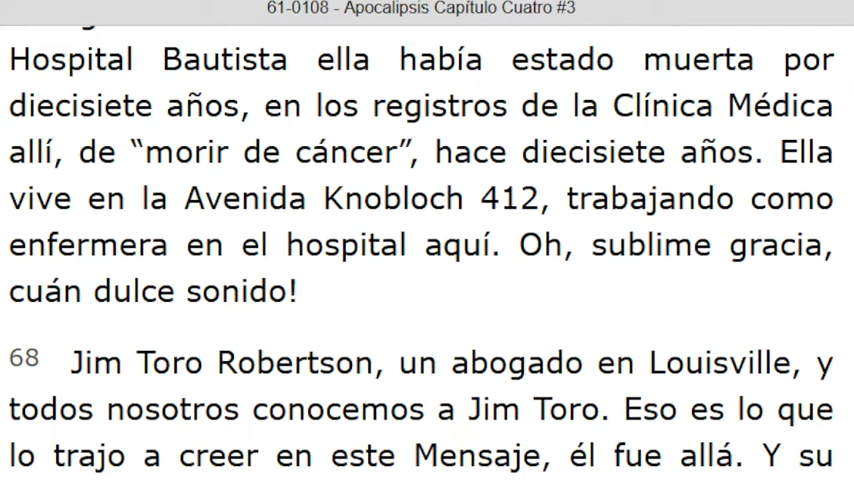 61-0108 - Apocalipsis Capítulo Cuatro #3
Hospital Bautista ella había estado muerta por
diecisiete años, en los registros de la Clínica Médica
allí, de “morir de cáncer”, hace diecisiete años. Ella
vive en la Avenida Knobloch 412, trabajando como
enfermera en el hospital aquí. Oh, sublime gracia,
cuán dulce sonido!
68 Jim Toro Robertson, un abogado en Louisville, y
todos nosotros conocemos a Jim Toro. Eso es lo que
lo trajo a creer en este Mensaje, él fue allá. Y su